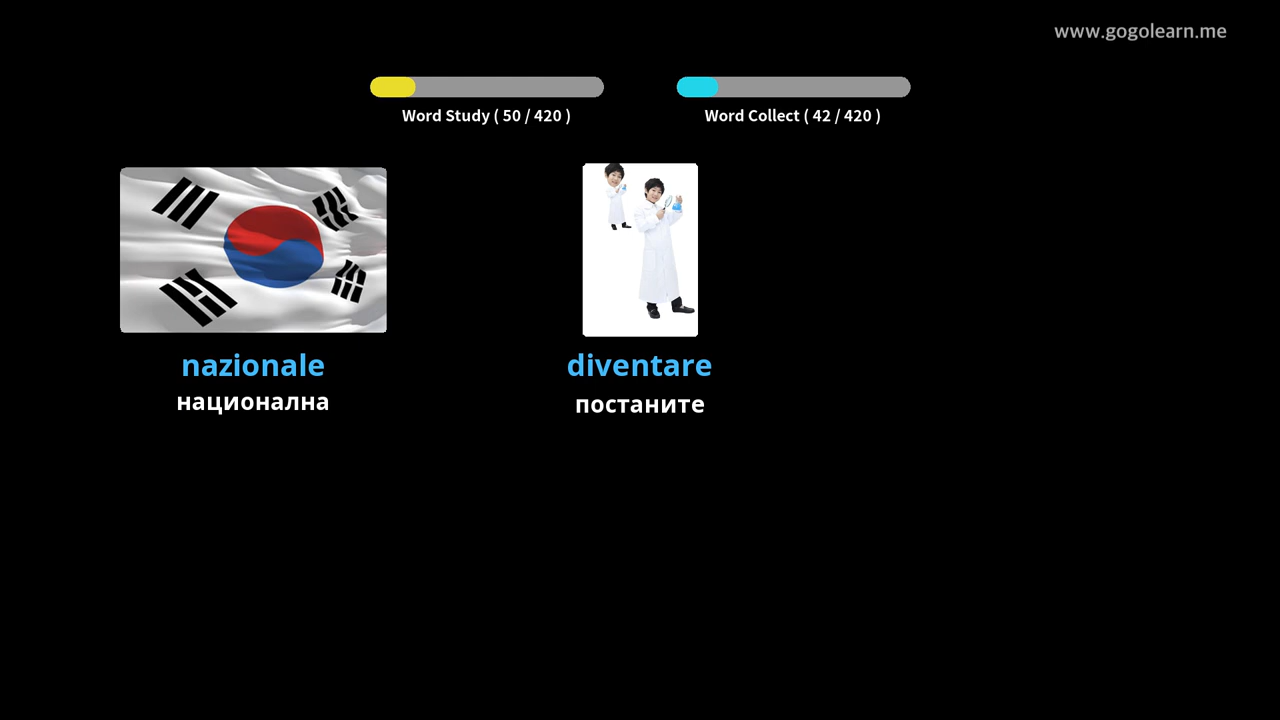 www.gogolearn.me
Word Study ( 50 / 420 )
Word Collect ( 42 / 420 )
nazionale
национална
diventare
постаните